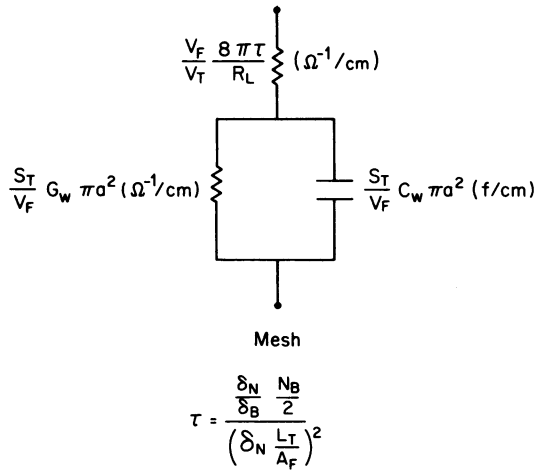 V_F/V_T 8πτ/R_L (Ω⁻¹/cm)
S_T/V_F G_w πa² (Ω⁻¹/cm)
S_T/V_F C_w πa² (f/cm)
Mesh
τ = (δ_N/δ_B N_B/2)/(δ_N L_T/A_F)²